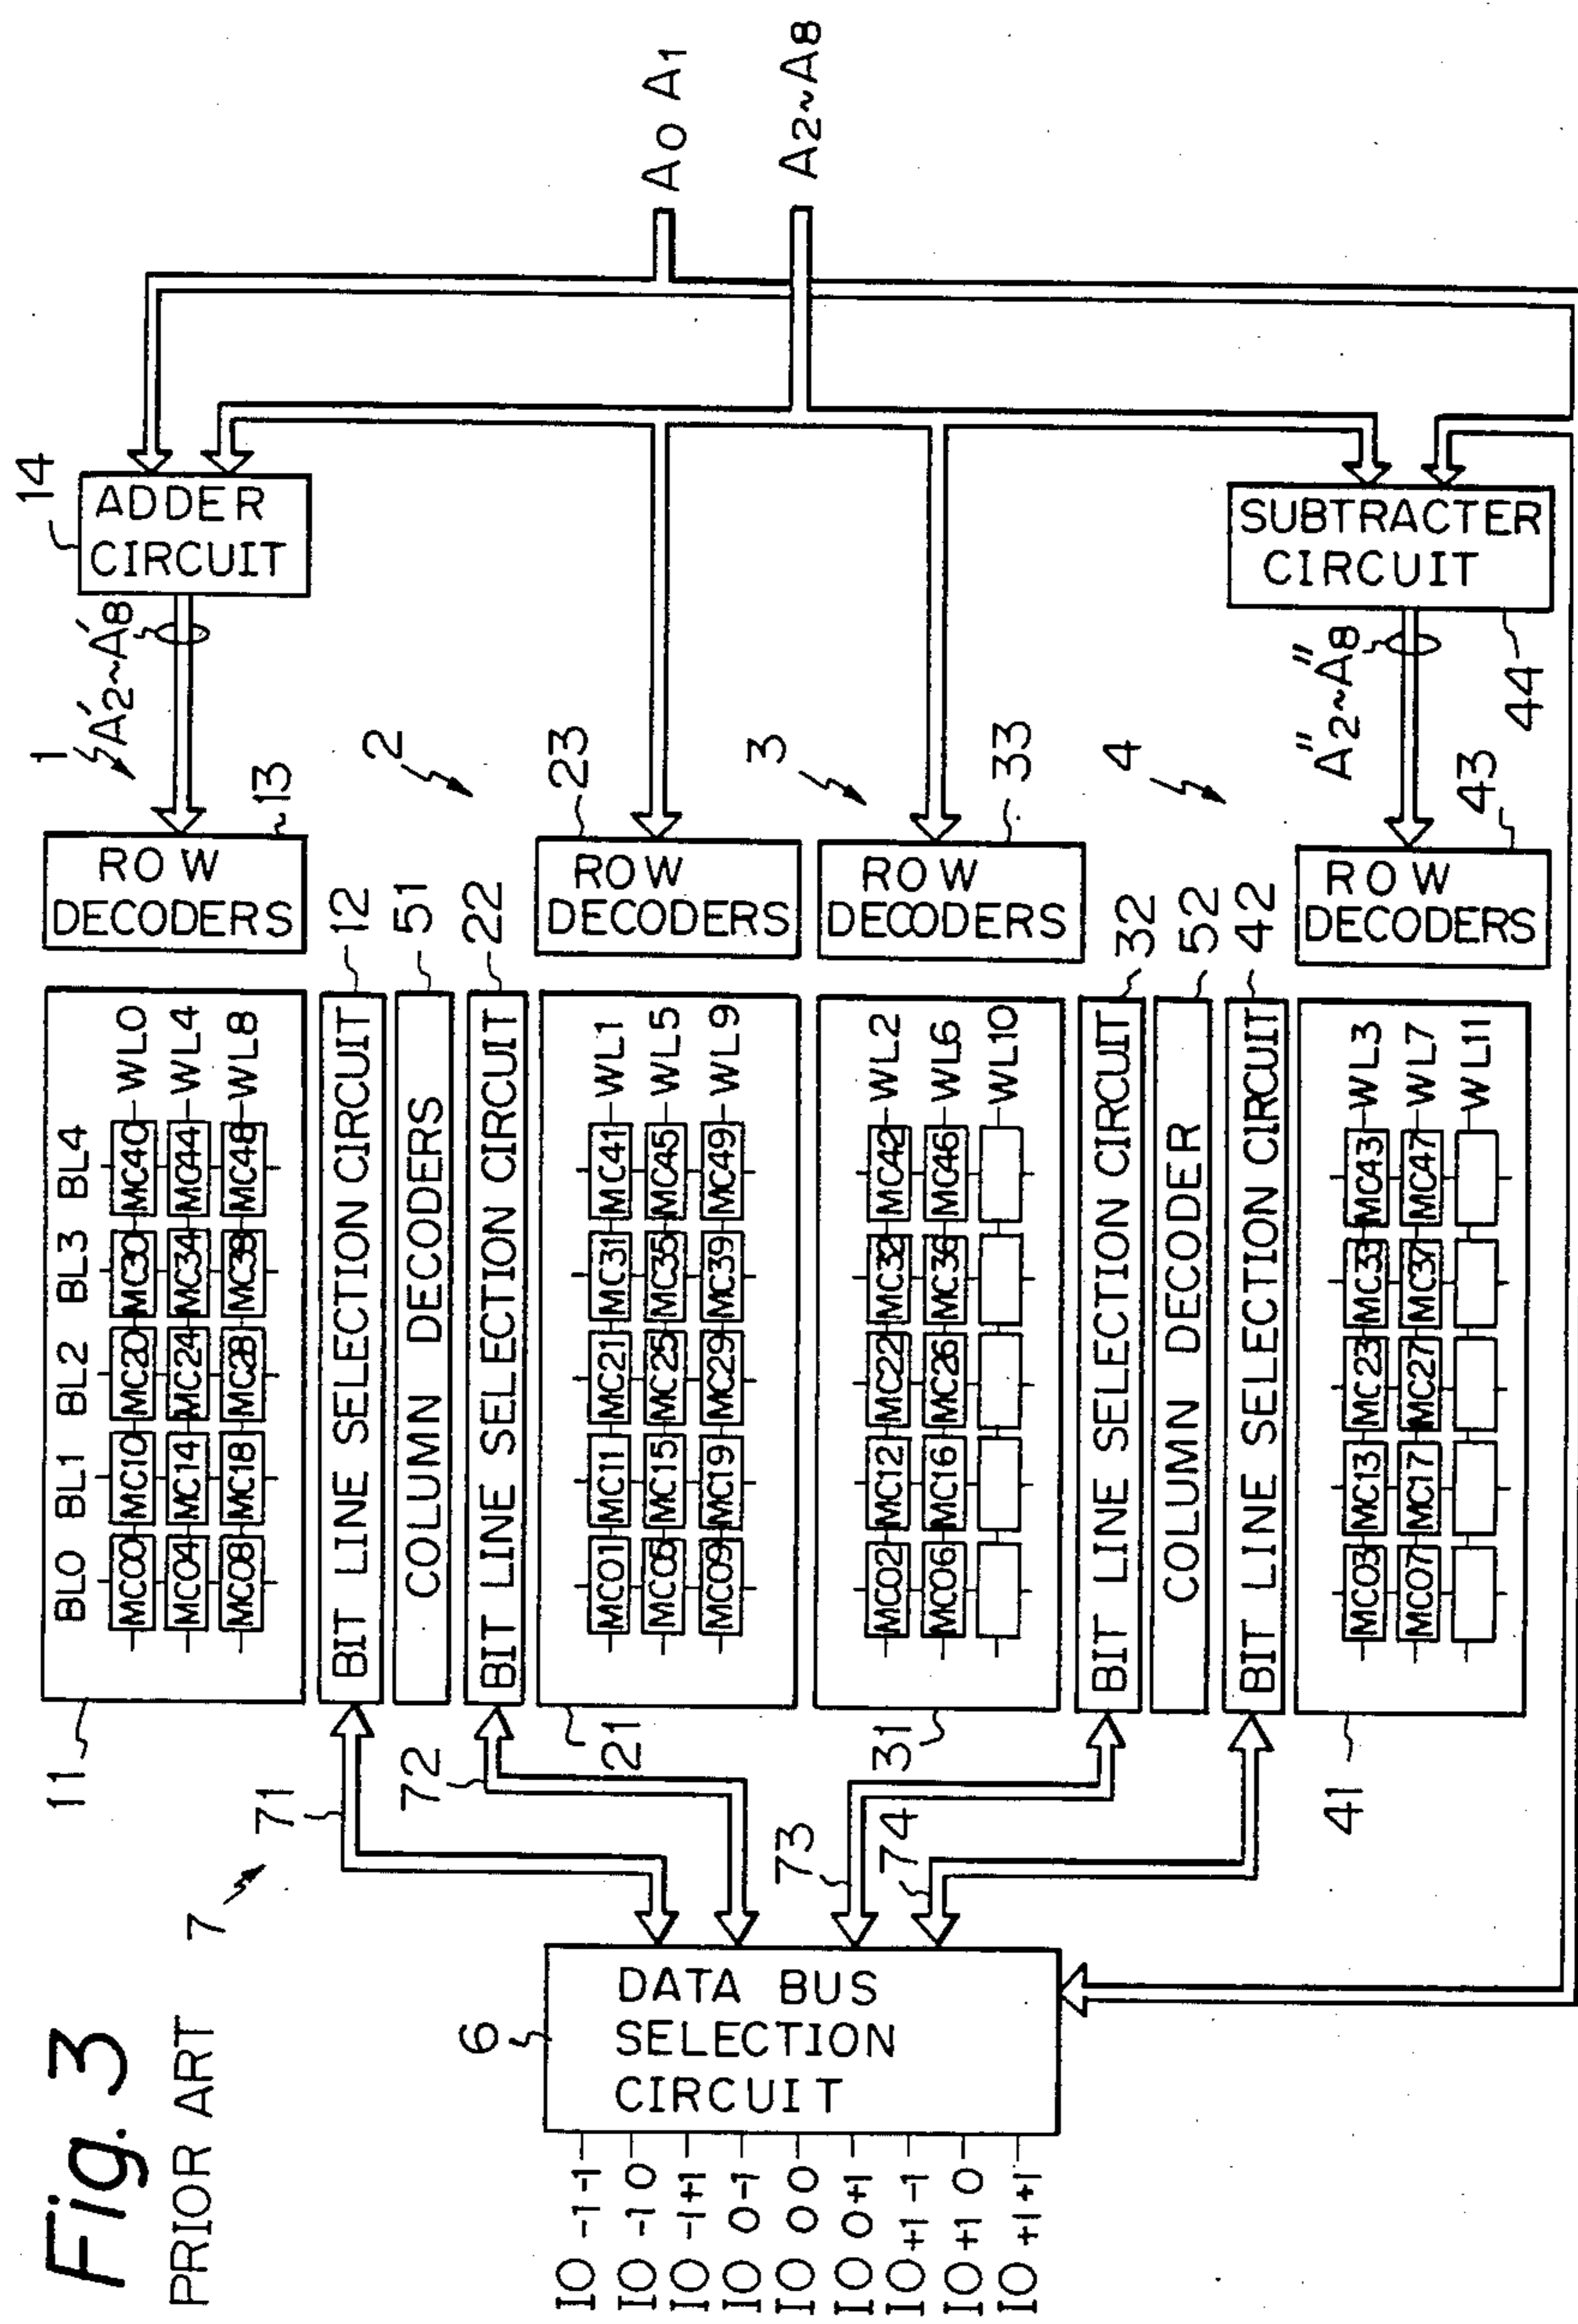 Fig. 3
PRIOR ART
7
11
BL0 BL1 BL2 BL3 BL4
MC00 MC10 MC20 MC30 MC40 WL0
MC04 MC14 MC24 MC34 MC44 WL4
MC08 MC18 MC28 MC38 MC48 WL8
ROW
DECODERS
13
1
A'2~A'8
14
ADDER
CIRCUIT
71
BIT LINE SELECTION CIRCUIT
12
COLUMN DECODERS
51
72
BIT LINE SELECTION CIRCUIT
22
2
21
MC01 MC11 MC21 MC31 MC41 WL1
MC05 MC15 MC25 MC35 MC45 WL5
MC09 MC19 MC29 MC39 MC49 WL9
ROW
DECODERS
23
A0 A1
A2~A8
6
DATA BUS
SELECTION
CIRCUIT
IO -1-1
IO -1 0
IO -1+1
IO 0-1
IO 0 0
IO 0+1
IO+1-1
IO+1 0
IO+1+1
3
31
MC02 MC12 MC22 MC32 MC42 WL2
MC06 MC16 MC26 MC36 MC46 WL6
WL10
ROW
DECODERS
33
73
BIT LINE SELECTION CIRCUIT
32
COLUMN DECODER
52
74
BIT LINE SELECTION CIRCUIT
42
4
41
MC03 MC13 MC23 MC33 MC43 WL3
MC07 MC17 MC27 MC37 MC47 WL7
WL11
ROW
DECODERS
43
A"2~A"8
44
SUBTRACTER
CIRCUIT